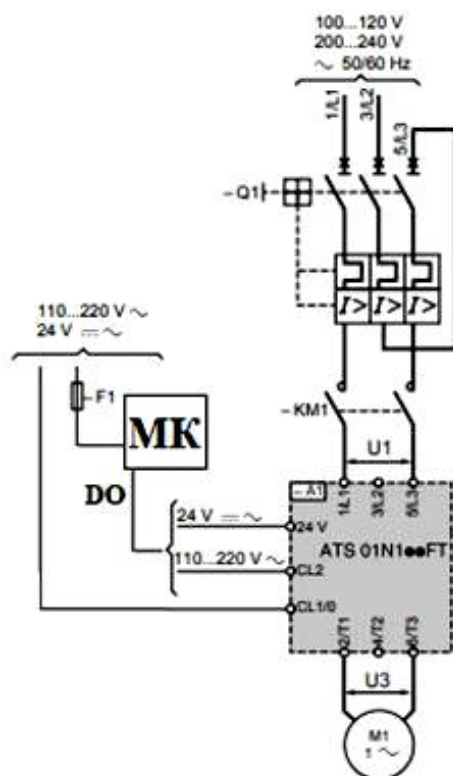 100...120 V
200...240 V
~ 50/60 Hz
1/L1
3/L2
5/L3
– Q1
I> I> I>
110...220 V ~
24 V ⎓ ~
– F1
МК
– KM1
DO
U1
– A1
1/L1
3/L2
5/L3
24 V ⎓ ~
24 V
ATS 01N1●●FT
110...220 V ~
CL2
CL1/0
2/T1
4/T2
6/T3
U3
M1
1 ~